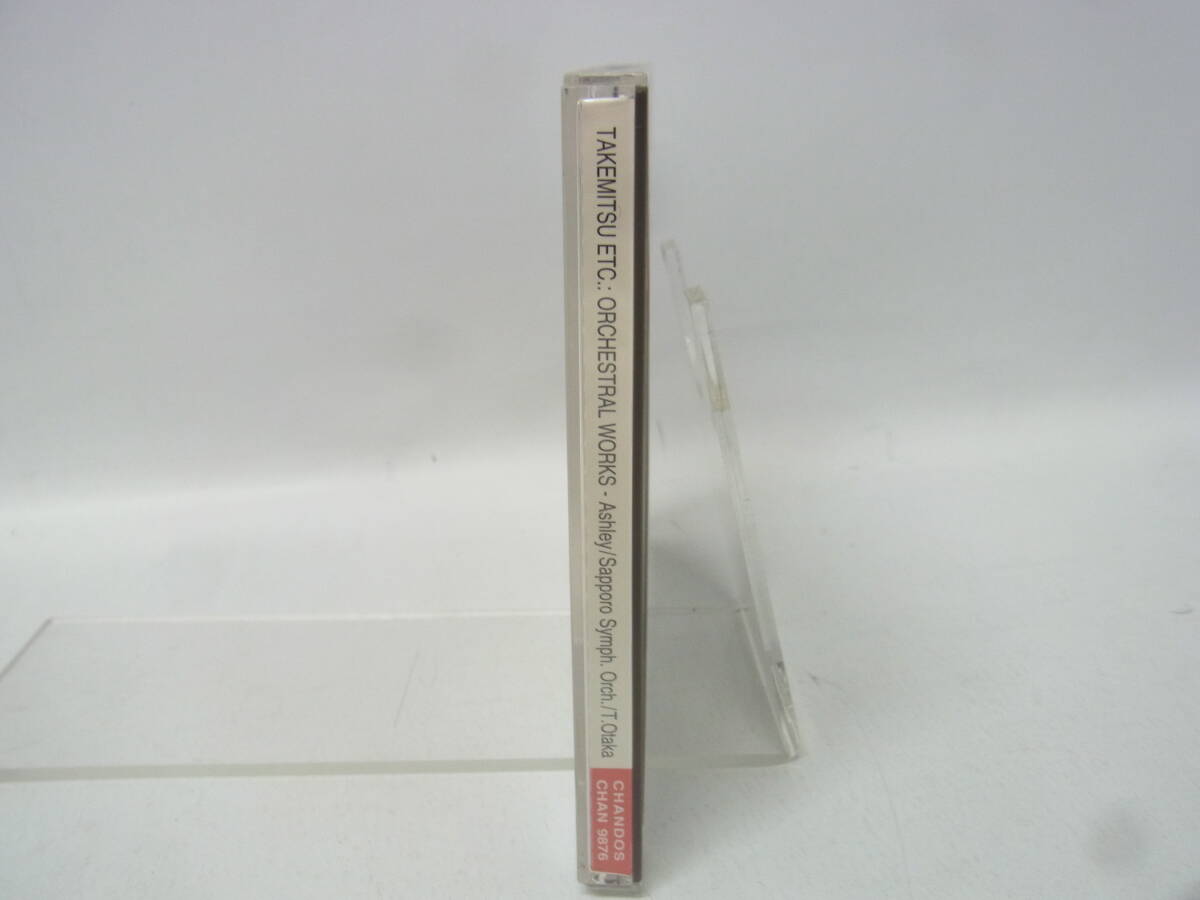 TAKEMITSU ETC.: ORCHESTRAL WORKS - Ashley/Sapporo Symph. Orch./T.Otaka
CHANDOS
CHAN 9876